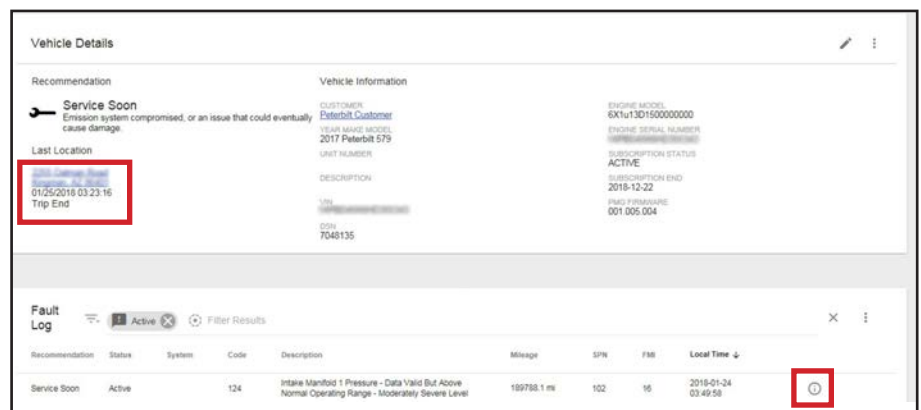 Vehicle Details
Recommendation
Service Soon
Emission system compromised, or an issue that could eventually
cause damage.
Last Location
01/25/2018 03:23:16
Trip End
Vehicle Information
CUSTOMER
Peterbilt Customer
YEAR MAKE MODEL
2017 Peterbilt 579
UNIT NUMBER
DESCRIPTION
VIN
DSN
7048135
ENGINE MODEL
6X1u13D1500000000
ENGINE SERIAL NUMBER
SUBSCRIPTION STATUS
ACTIVE
SUBSCRIPTION END
2018-12-22
PMG FIRMWARE
001.005.004
Fault
Log
Active
Filter Results
Recommendation Status System Code Description Mileage SPN FMI Local Time
Service Soon Active 124 Intake Manifold 1 Pressure - Data Valid But Above 189788.1 mi 102 16 2018-01-24
Normal Operating Range - Moderately Severe Level 03:49:58